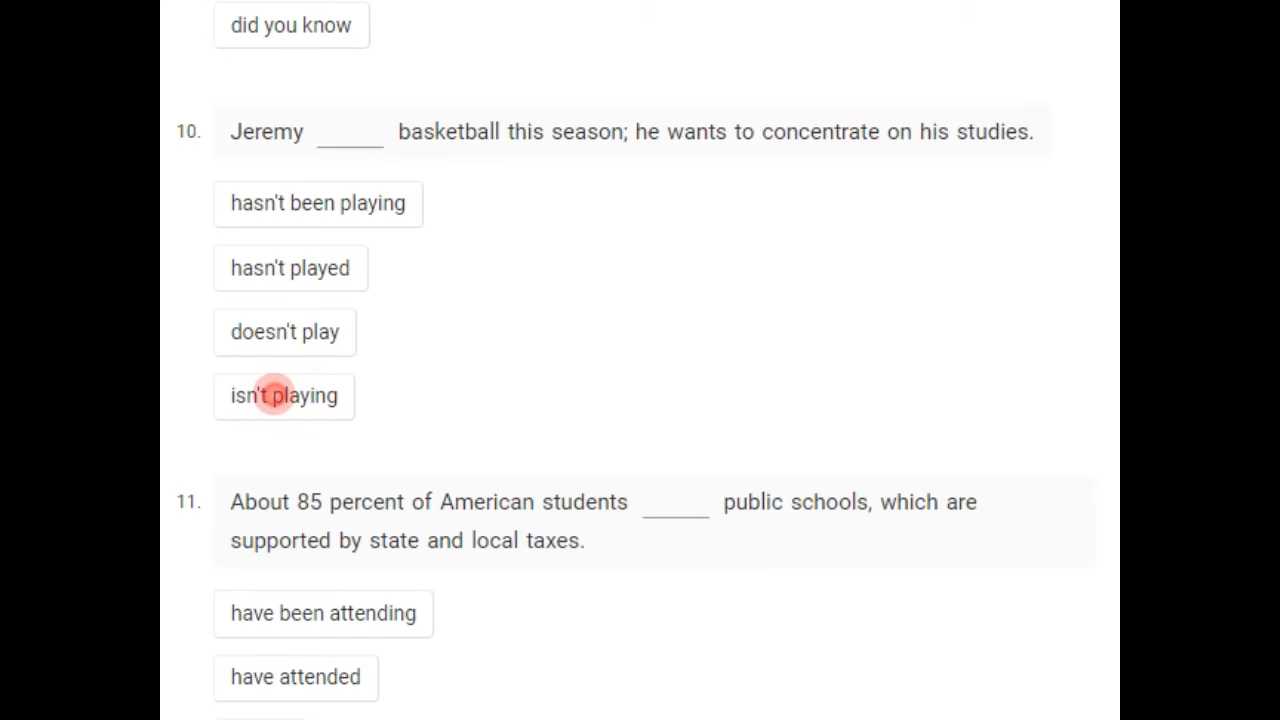 did you know
10. Jeremy ______ basketball this season; he wants to concentrate on his studies.
hasn't been playing
hasn't played
doesn't play
isn't playing
11. About 85 percent of American students ______ public schools, which are
supported by state and local taxes.
have been attending
have attended